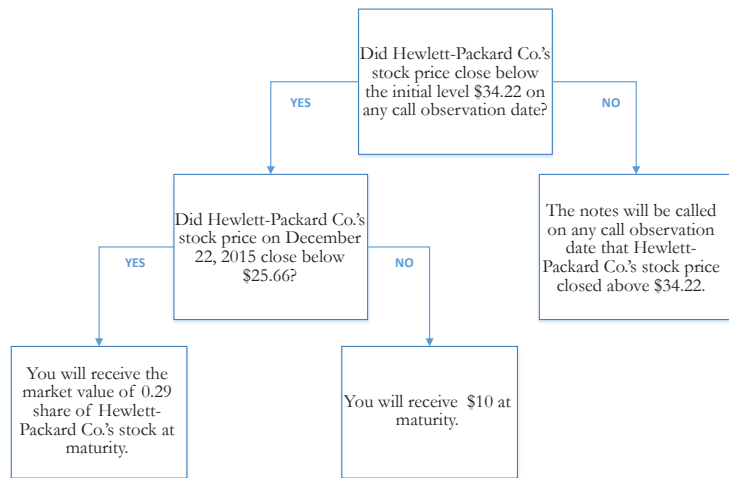 Did Hewlett-Packard Co.'s
stock price close below
the initial level $34.22 on
any call observation date?
YES
NO
Did Hewlett-Packard Co.'s
stock price on December
22, 2015 close below
$25.66?
The notes will be called
on any call observation
date that Hewlett-
Packard Co.'s stock price
closed above $34.22.
YES
NO
You will receive the
market value of 0.29
share of Hewlett-
Packard Co.'s stock at
maturity.
You will receive $10 at
maturity.